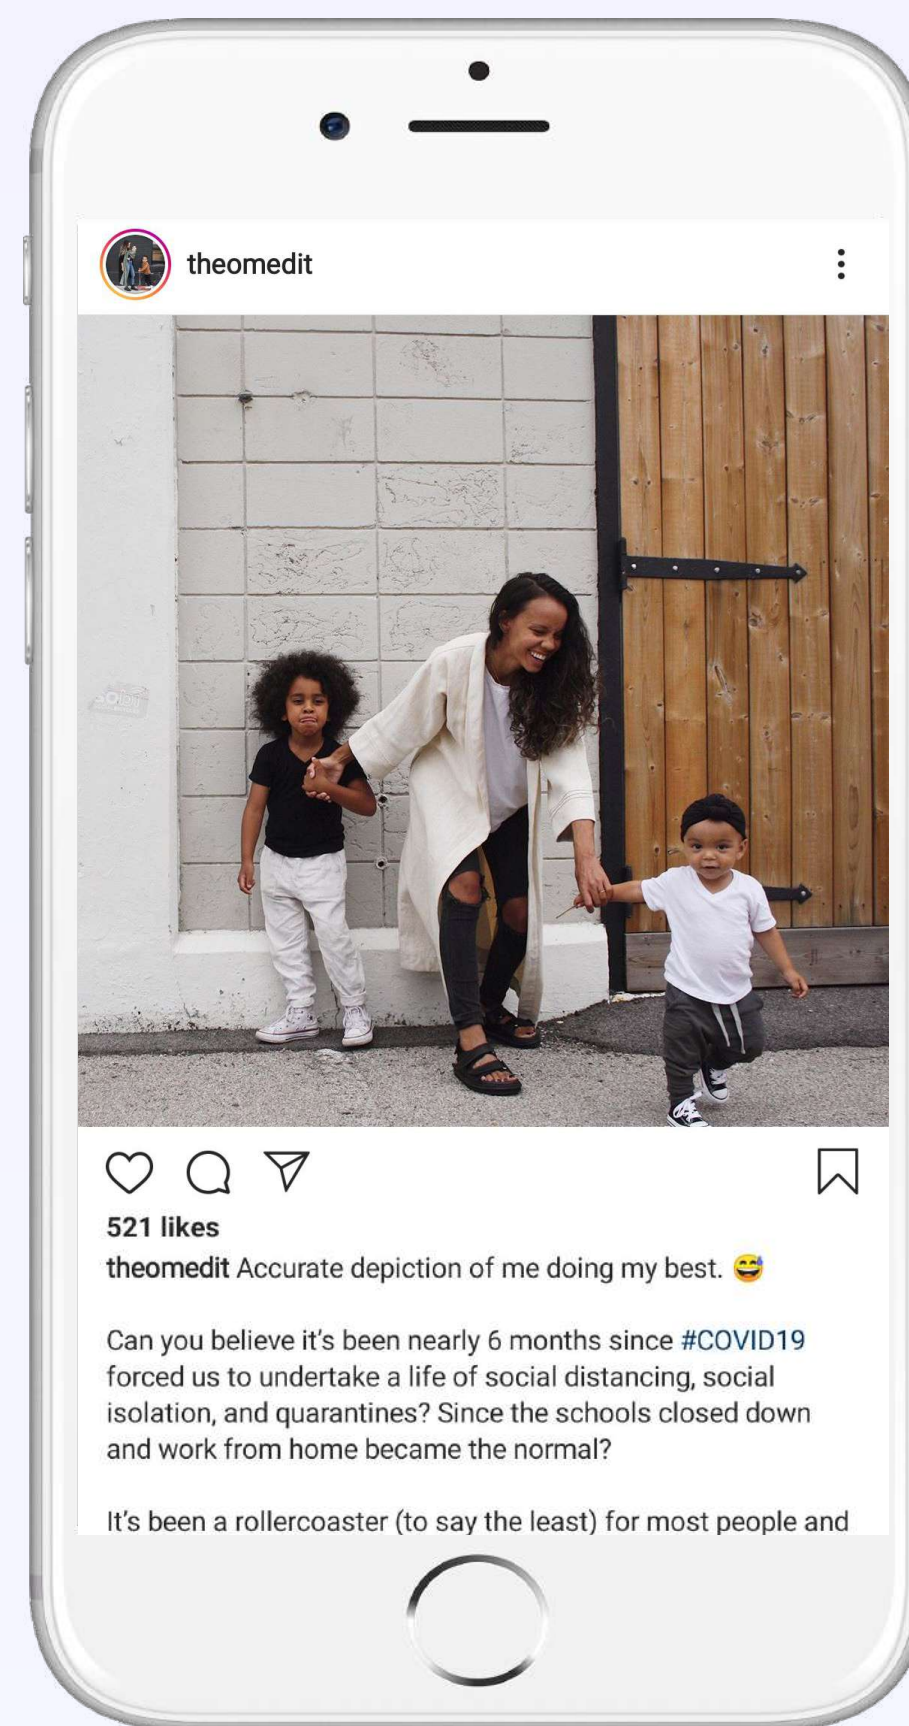 theomedit
521 likes
theomedit Accurate depiction of me doing my best. 😅
Can you believe it's been nearly 6 months since #COVID19
forced us to undertake a life of social distancing, social
isolation, and quarantines? Since the schools closed down
and work from home became the normal?
It's been a rollercoaster (to say the least) for most people and